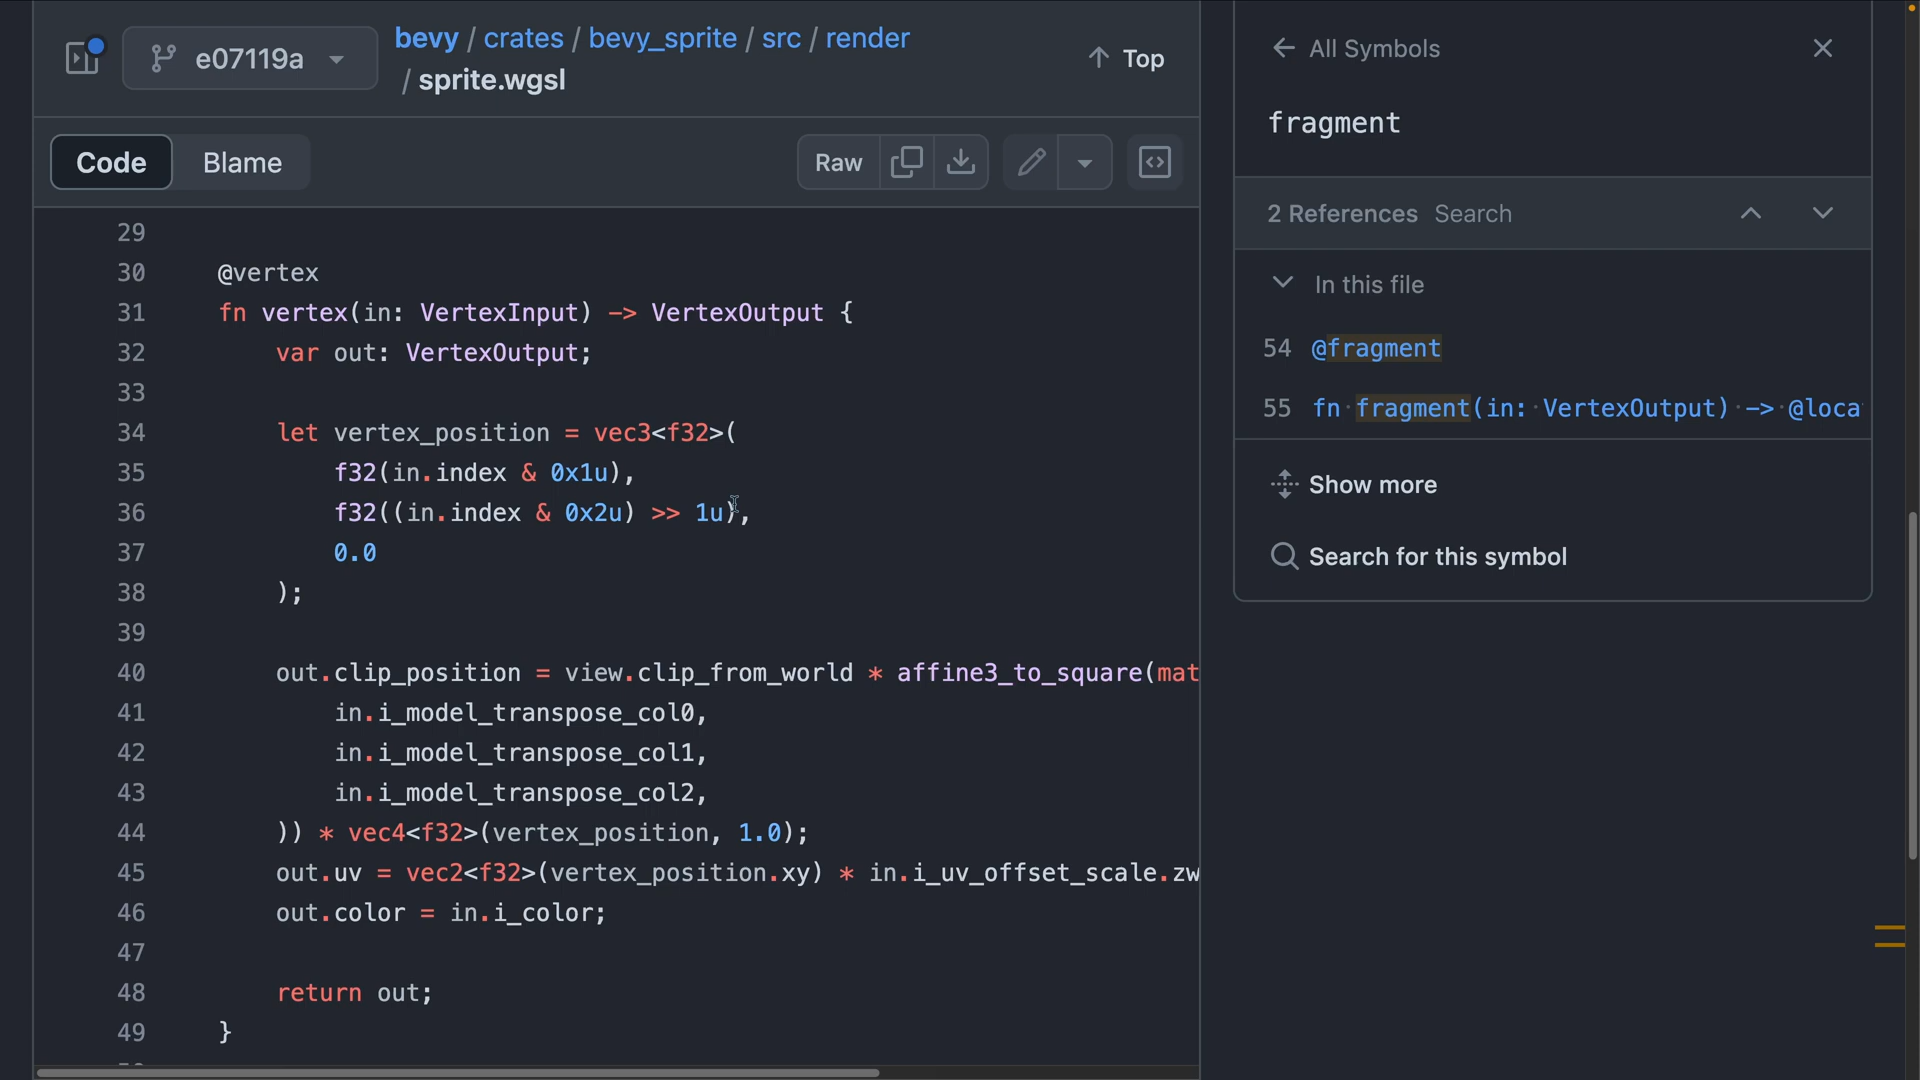 e07119a
bevy / crates / bevy_sprite / src / render
/ sprite.wgsl
Top
Code
Blame
Raw
29
30 @vertex
31 fn vertex(in: VertexInput) -> VertexOutput {
32 var out: VertexOutput;
33
34 let vertex_position = vec3<f32>(
35 f32(in.index & 0x1u),
36 f32((in.index & 0x2u) >> 1u),
37 0.0
38 );
39
40 out.clip_position = view.clip_from_world * affine3_to_square(mat
41 in.i_model_transpose_col0,
42 in.i_model_transpose_col1,
43 in.i_model_transpose_col2,
44 )) * vec4<f32>(vertex_position, 1.0);
45 out.uv = vec2<f32>(vertex_position.xy) * in.i_uv_offset_scale.zw
46 out.color = in.i_color;
47
48 return out;
49 }
All Symbols
fragment
2 References Search
In this file
54 @fragment
55 fn fragment(in: VertexOutput) -> @loca
Show more
Search for this symbol